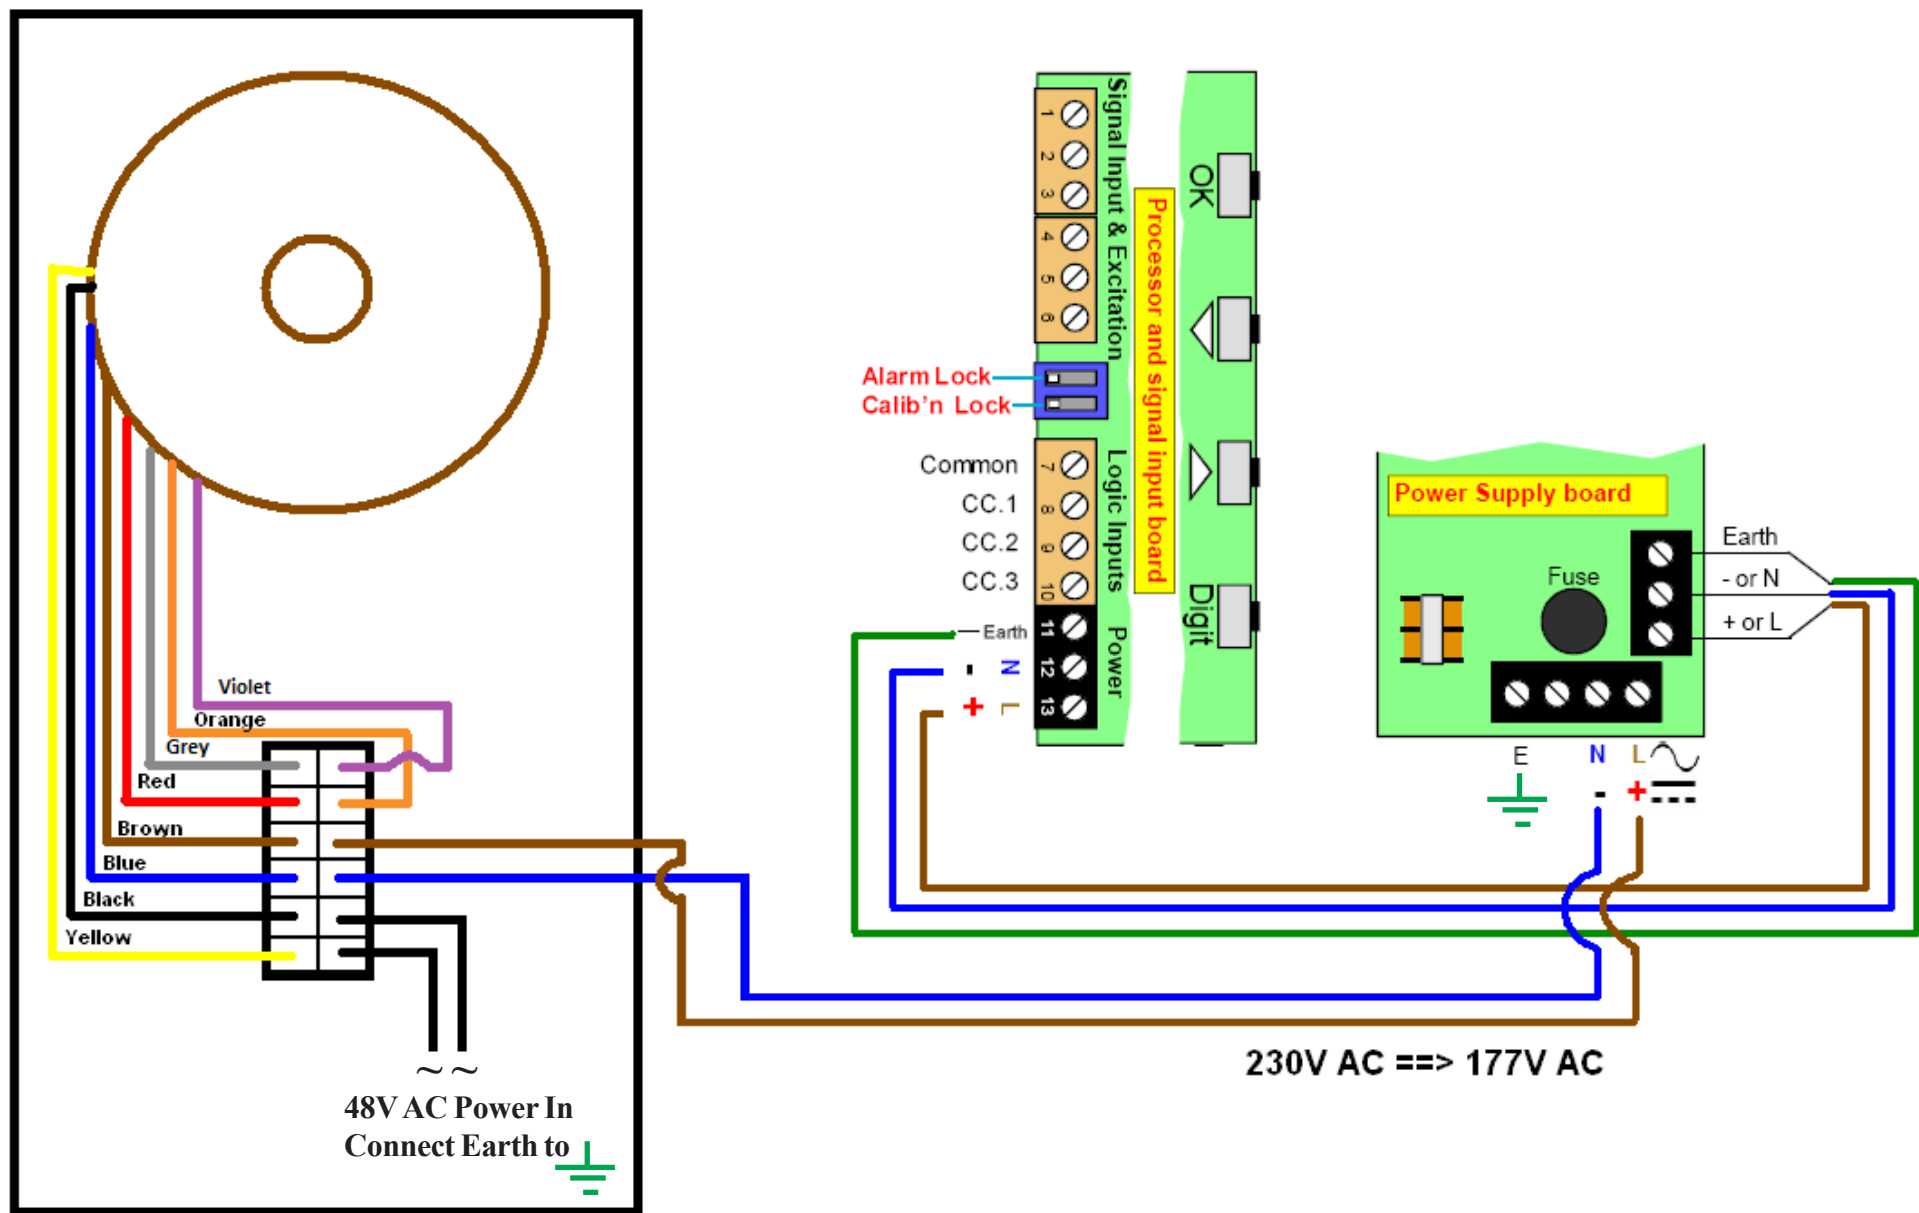 Violet
Orange
Grey
Red
Brown
Blue
Black
Yellow
~ ~
48V AC Power In
Connect Earth to
Signal Input & Excitation
1
2
3
4
5
6
Alarm Lock
Calib'n Lock
Common
CC.1
CC.2
CC.3
7
8
9
10
Logic Inputs
Earth
- N
+ L
11
12
13
Power
Processor and signal input board
OK
Digit
Power Supply board
Fuse
Earth
- or N
+ or L
E
N
L
-
+
230V AC ==> 177V AC